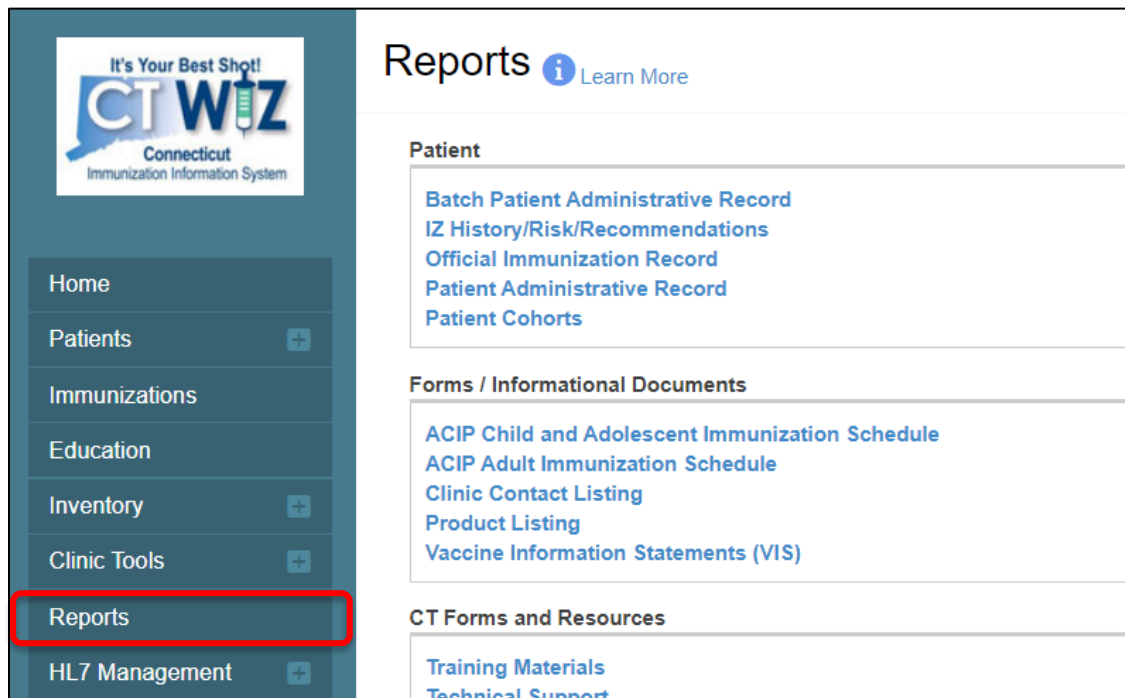 It's Your Best Shot!
CT WiZ
Connecticut
Immunization Information System
Home
Patients
Immunizations
Education
Inventory
Clinic Tools
Reports
HL7 Management
Reports i Learn More
Patient
Batch Patient Administrative Record
IZ History/Risk/Recommendations
Official Immunization Record
Patient Administrative Record
Patient Cohorts
Forms / Informational Documents
ACIP Child and Adolescent Immunization Schedule
ACIP Adult Immunization Schedule
Clinic Contact Listing
Product Listing
Vaccine Information Statements (VIS)
CT Forms and Resources
Training Materials
Technical Support